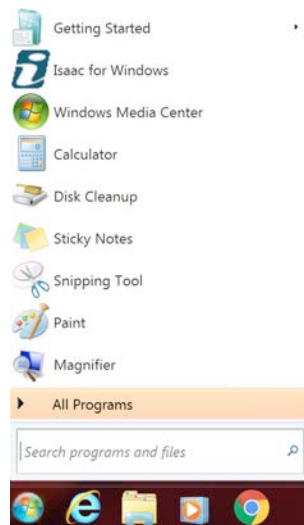 Getting Started
Isaac for Windows
Windows Media Center
Calculator
Disk Cleanup
Sticky Notes
Snipping Tool
Paint
Magnifier
All Programs
Search programs and files